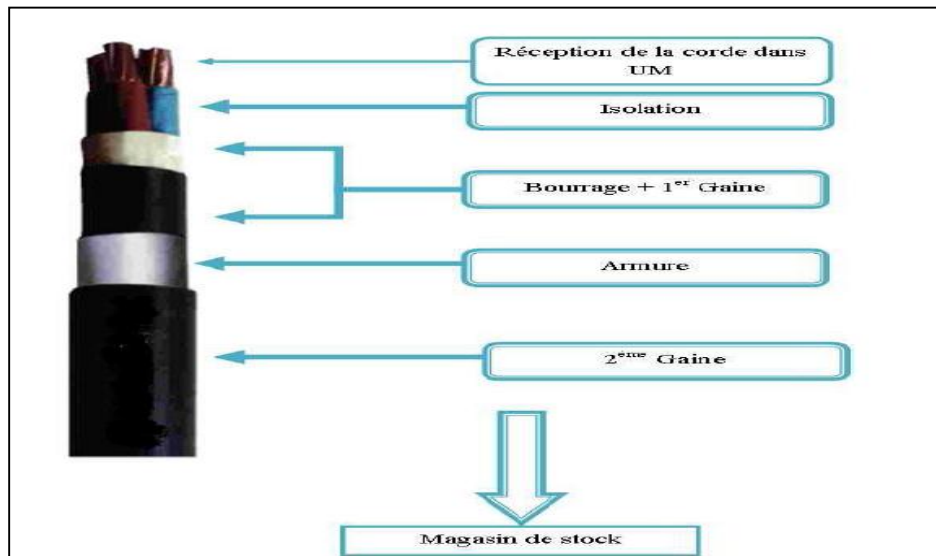 Réception de la corde dans
UM
Isolation
Bourrage + 1er Gaine
Armure
2ème Gaine
Magasin de stock